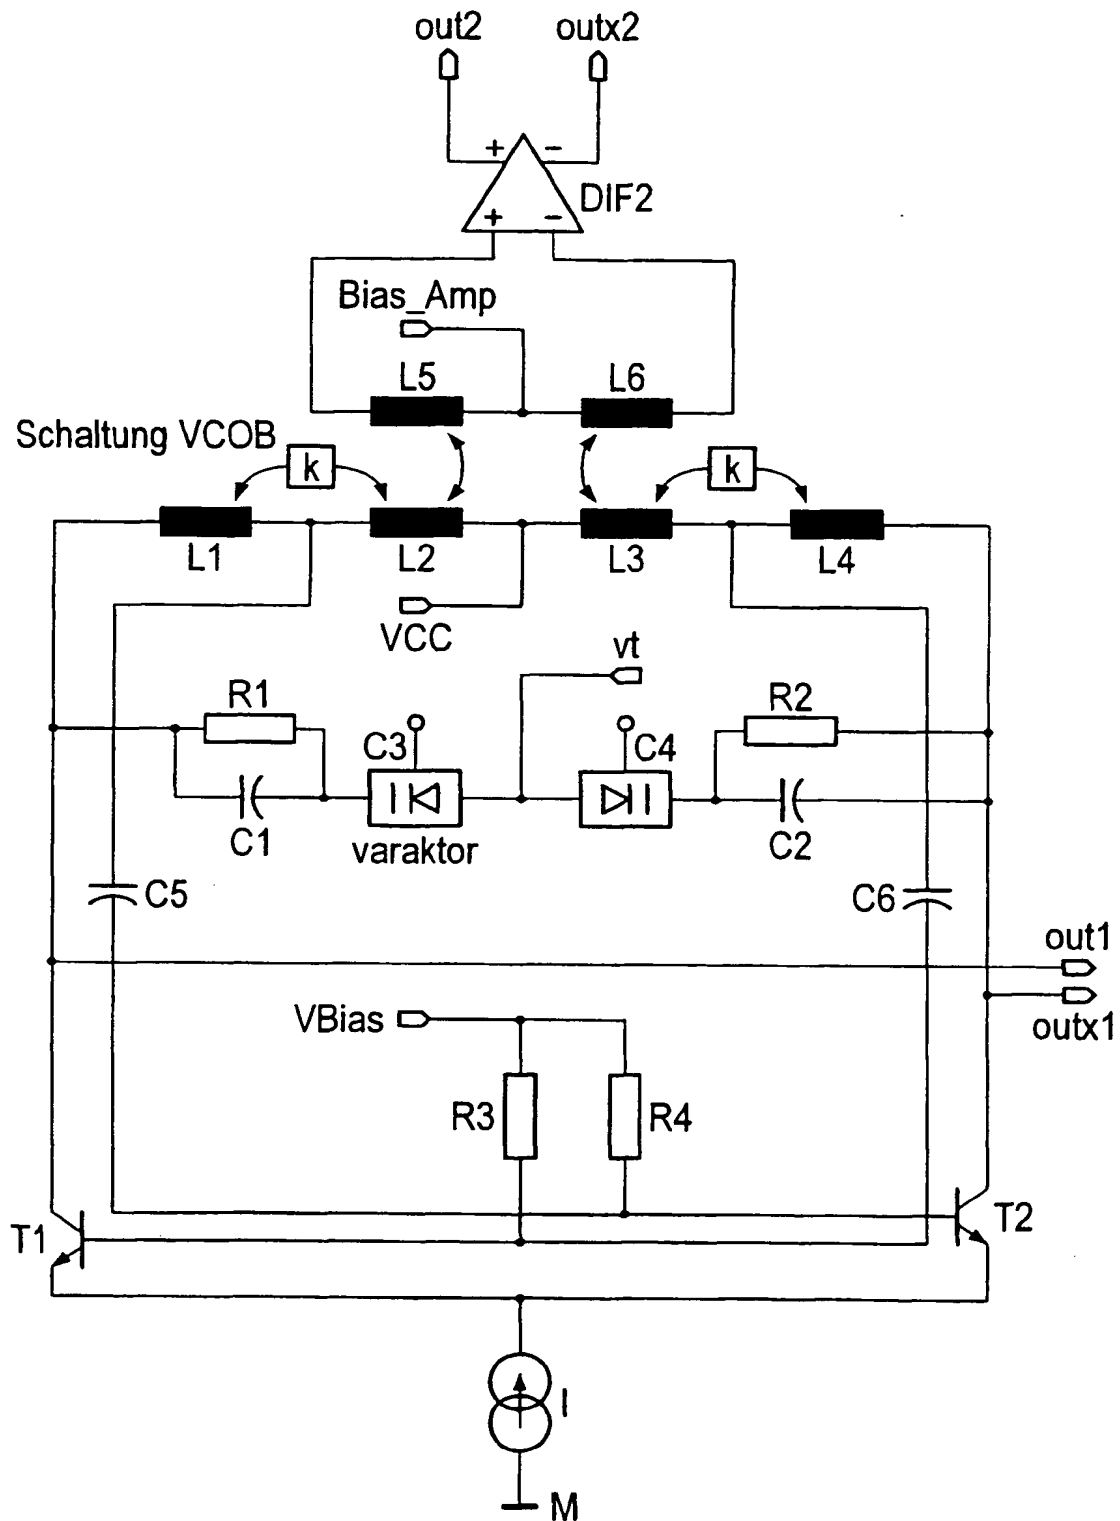 out2 outx2
+ −
DIF2
+ −
Bias_Amp
L5 L6
Schaltung VCOB
k k
L1 L2 L3 L4
VCC
vt
R1 R2
C3 C4
C1 C2
varaktor
C5 C6
out1
VBias
outx1
R3 R4
T1 T2
I
M